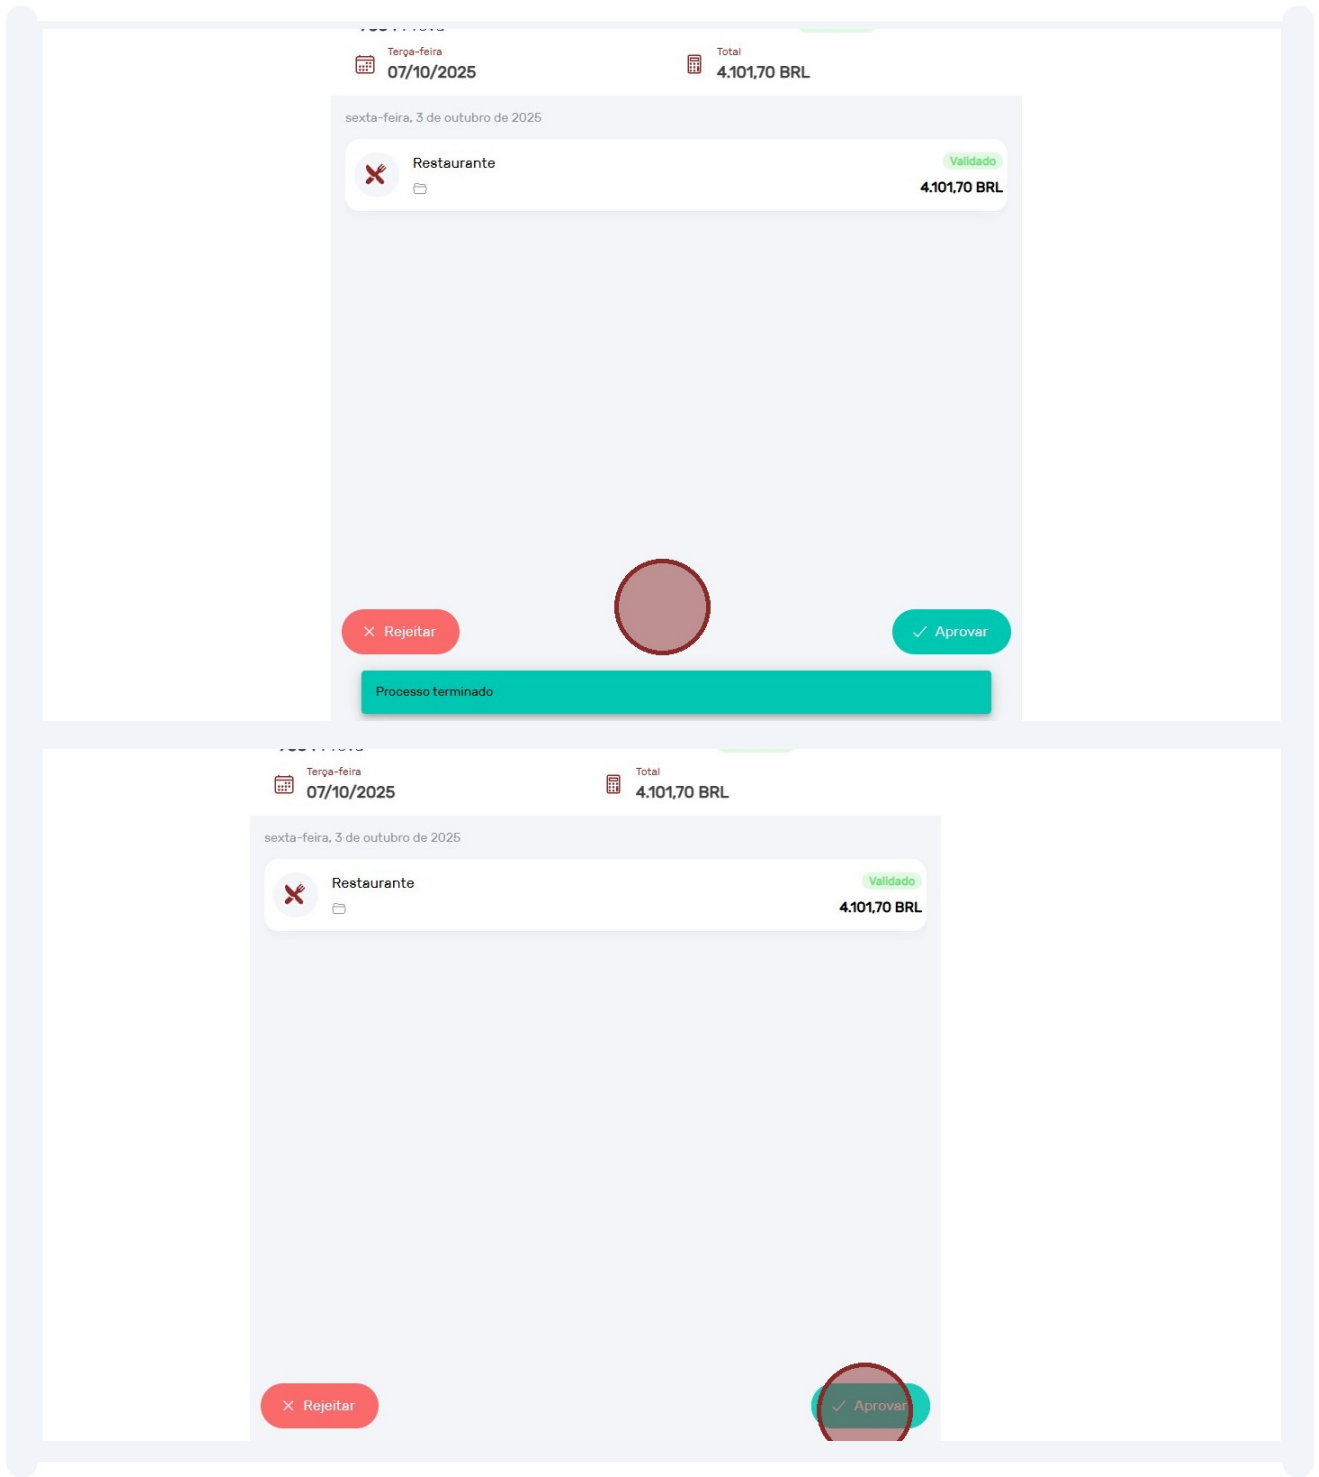 Terça-feira
07/10/2025
Total
4.101,70 BRL
sexta-feira, 3 de outubro de 2025
Restaurante
Validado
4.101,70 BRL
Rejeitar
Aprovar
Processo terminado
Terça-feira
07/10/2025
Total
4.101,70 BRL
sexta-feira, 3 de outubro de 2025
Restaurante
Validado
4.101,70 BRL
Rejeitar
Aprovar